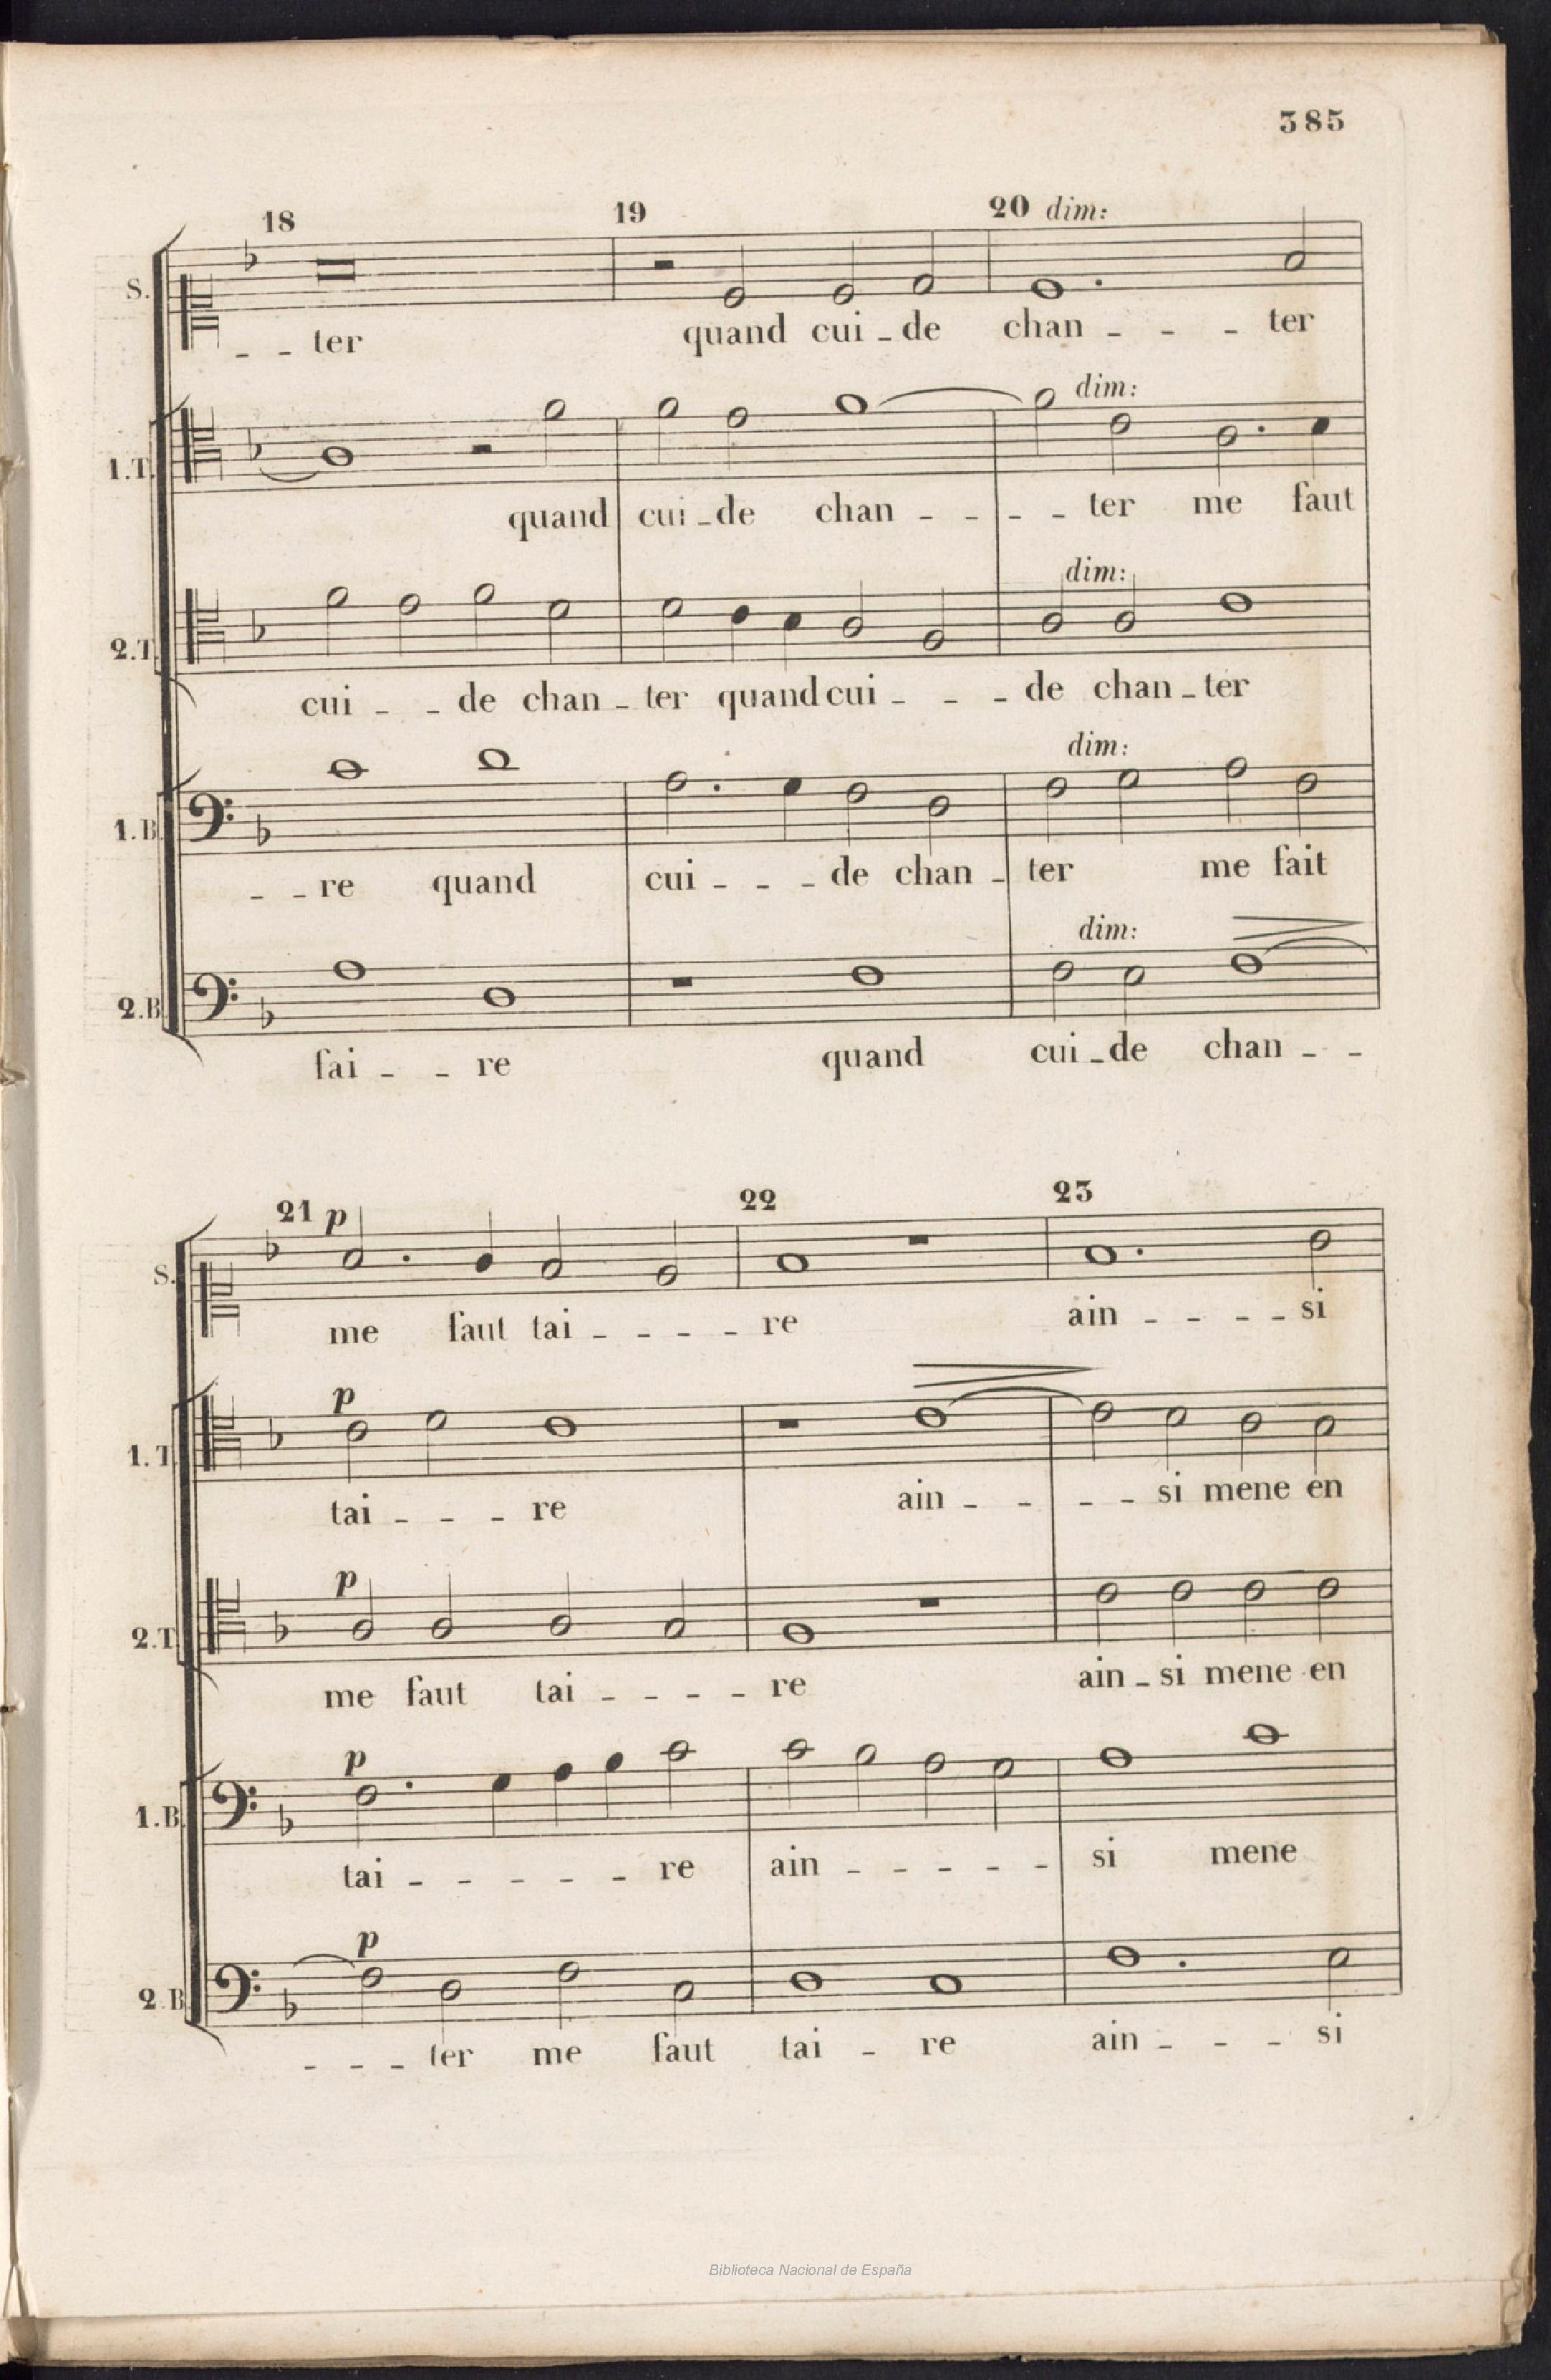 385
18 19 20 dim:
S.
- - ter quand cui - de chan - - - ter
dim:
1.T.
quand cui - de chan - - - - ter me faut
dim:
2.T.
cui - - de chan - ter quand cui - - - de chan - ter
dim:
1.B
- - re quand cui - - - de chan - ter me fait
dim:
2.B
fai - - re quand cui - de chan - -
21 p 22 23
S.
me faut tai - - - - re ain - - - - si
p
1.T
tai - - - re ain - - - - si mene en
p
2.T
me faut tai - - - - re ain - si mene en
p
1.B.
tai - - - - - re ain - - - - - si mene
p
2 B
- - - ter me faut tai - re ain - - - si
Biblioteca Nacional de España